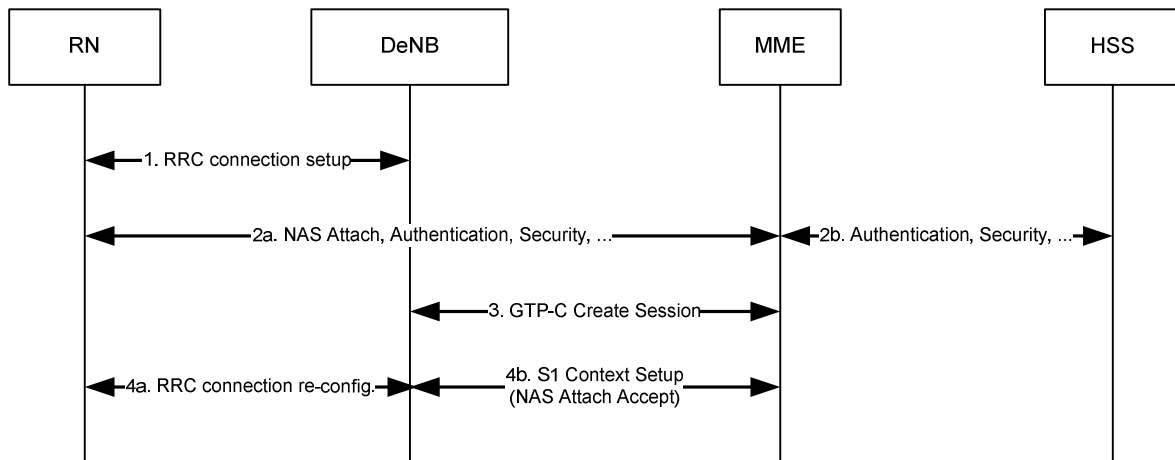 RN
DeNB
MME
HSS
1. RRC connection setup
2a. NAS Attach, Authentication, Security, ...
2b. Authentication, Security, ...
3. GTP-C Create Session
4a. RRC connection re-config.
4b. S1 Context Setup
(NAS Attach Accept)